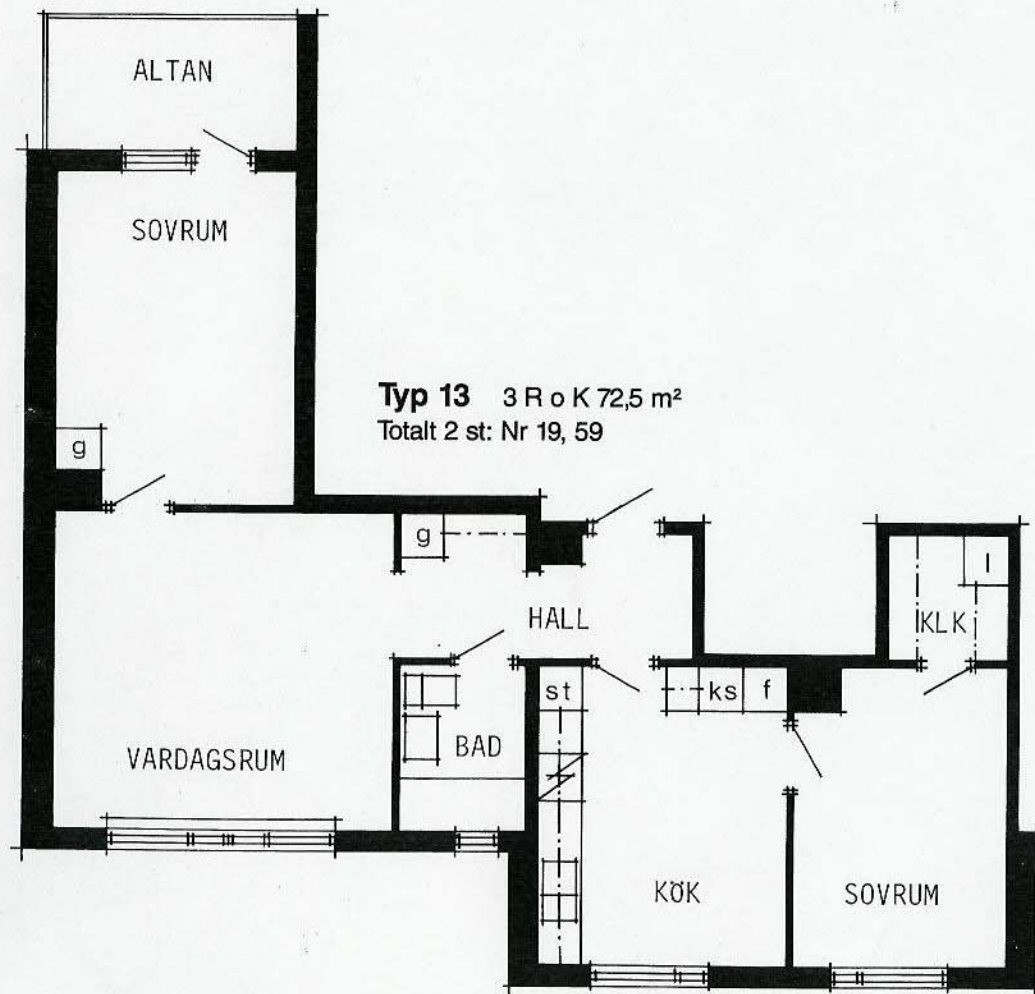 ALTAN
SOVRUM
Typ 13 3 R o K 72,5 m²
Totalt 2 st: Nr 19, 59
g
g
l
HALL
KLK
st
ks
f
BAD
VARDAGSRUM
KÖK
SOVRUM